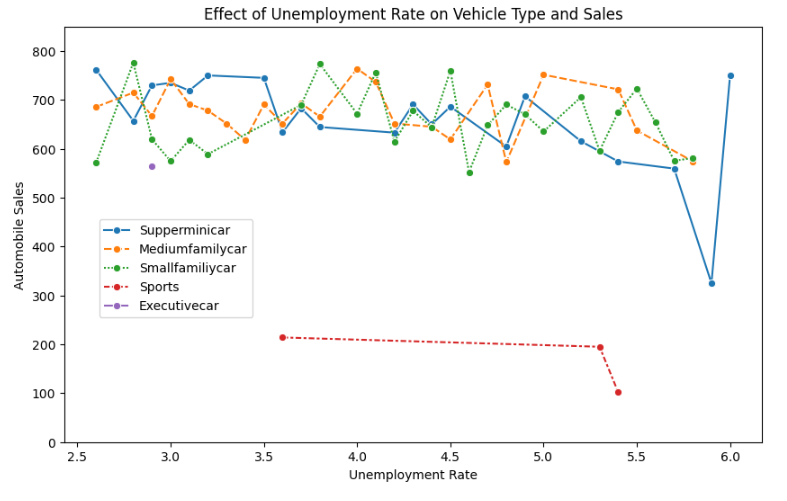 Effect of Unemployment Rate on Vehicle Type and Sales
Automobile Sales
800
700
600
500
400
300
200
100
0
Supperminicar
Mediumfamilycar
Smallfamiliycar
Sports
Executivecar
2.5 3.0 3.5 4.0 4.5 5.0 5.5 6.0
Unemployment Rate